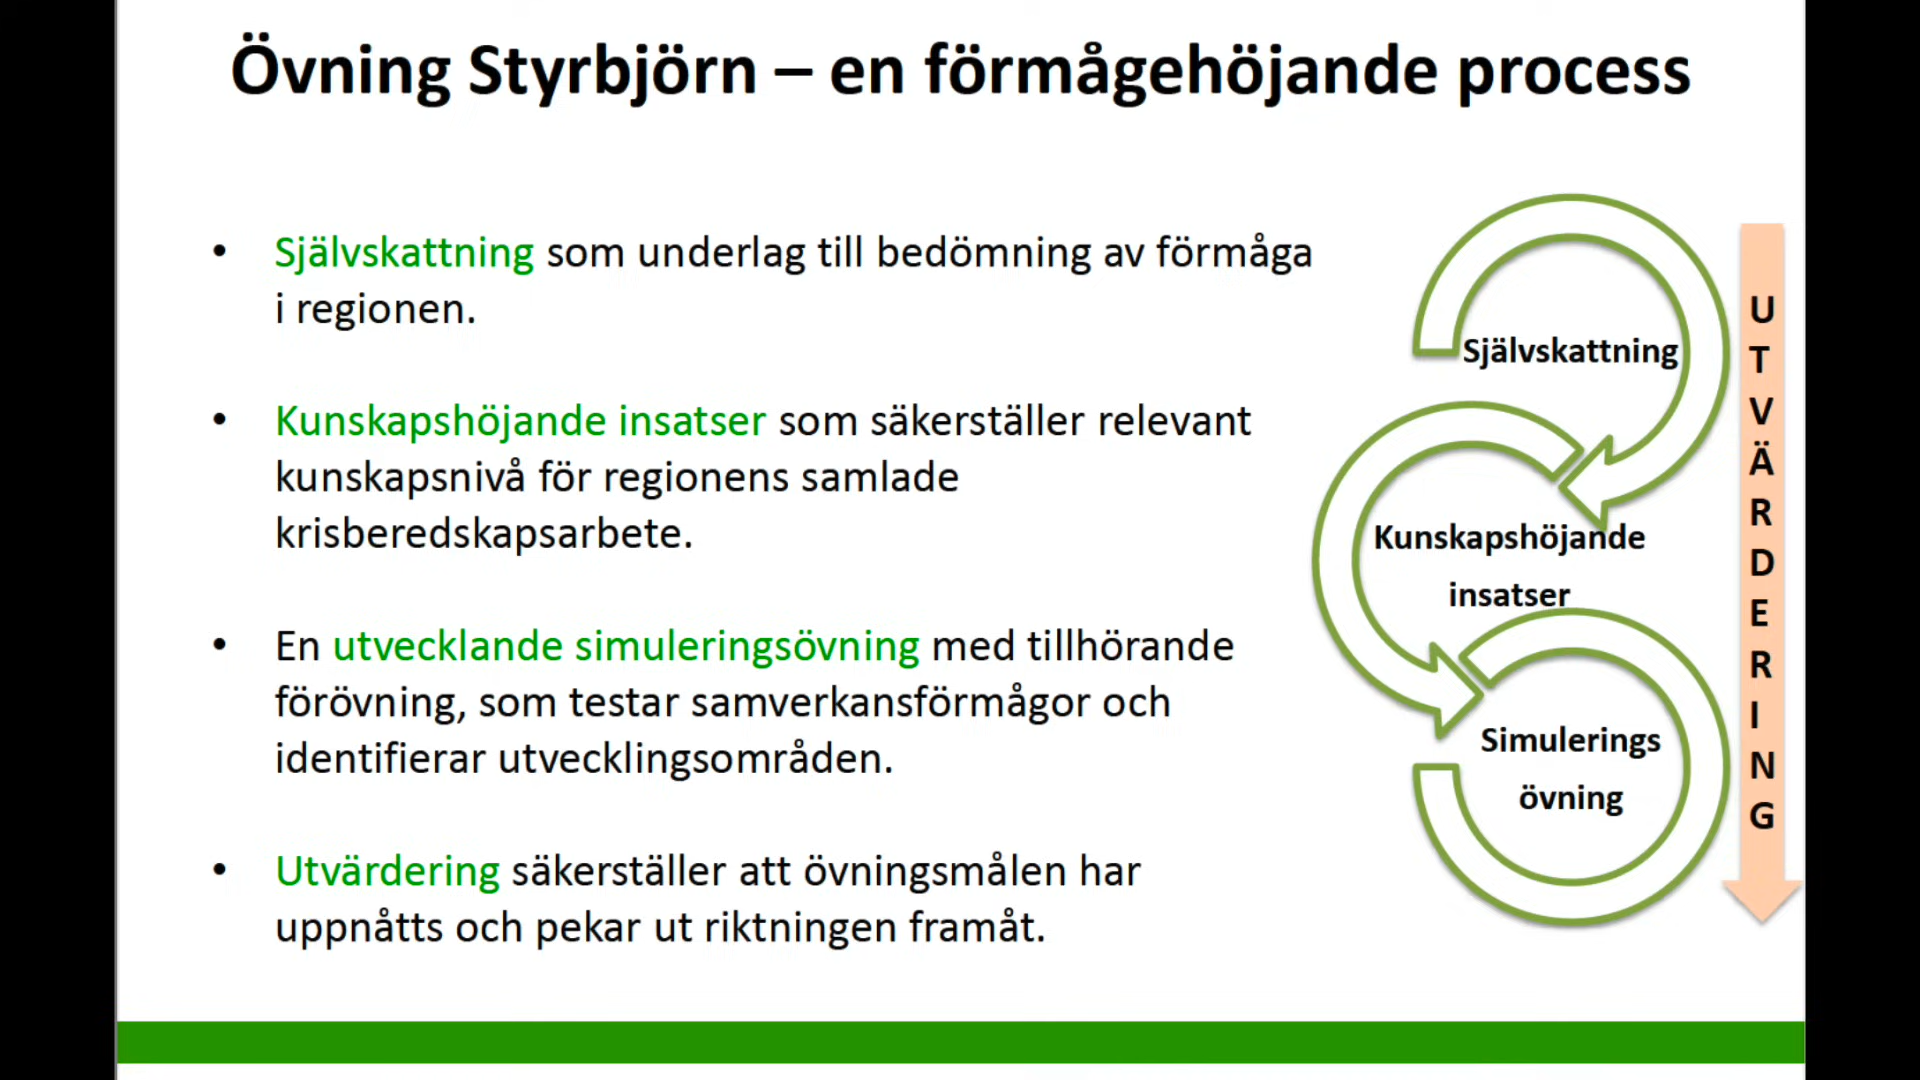 Övning Styrbjörn – en förmågehöjande process
• Självskattning som underlag till bedömning av förmåga
i regionen.
• Kunskapshöjande insatser som säkerställer relevant
kunskapsnivå för regionens samlade
krisberedskapsarbete.
• En utvecklande simuleringsövning med tillhörande
förövning, som testar samverkansförmågor och
identifierar utvecklingsområden.
• Utvärdering säkerställer att övningsmålen har
uppnåtts och pekar ut riktningen framåt.
Självskattning
Kunskapshöjande
insatser
Simulerings
övning
U
T
V
Ä
R
D
E
R
I
N
G